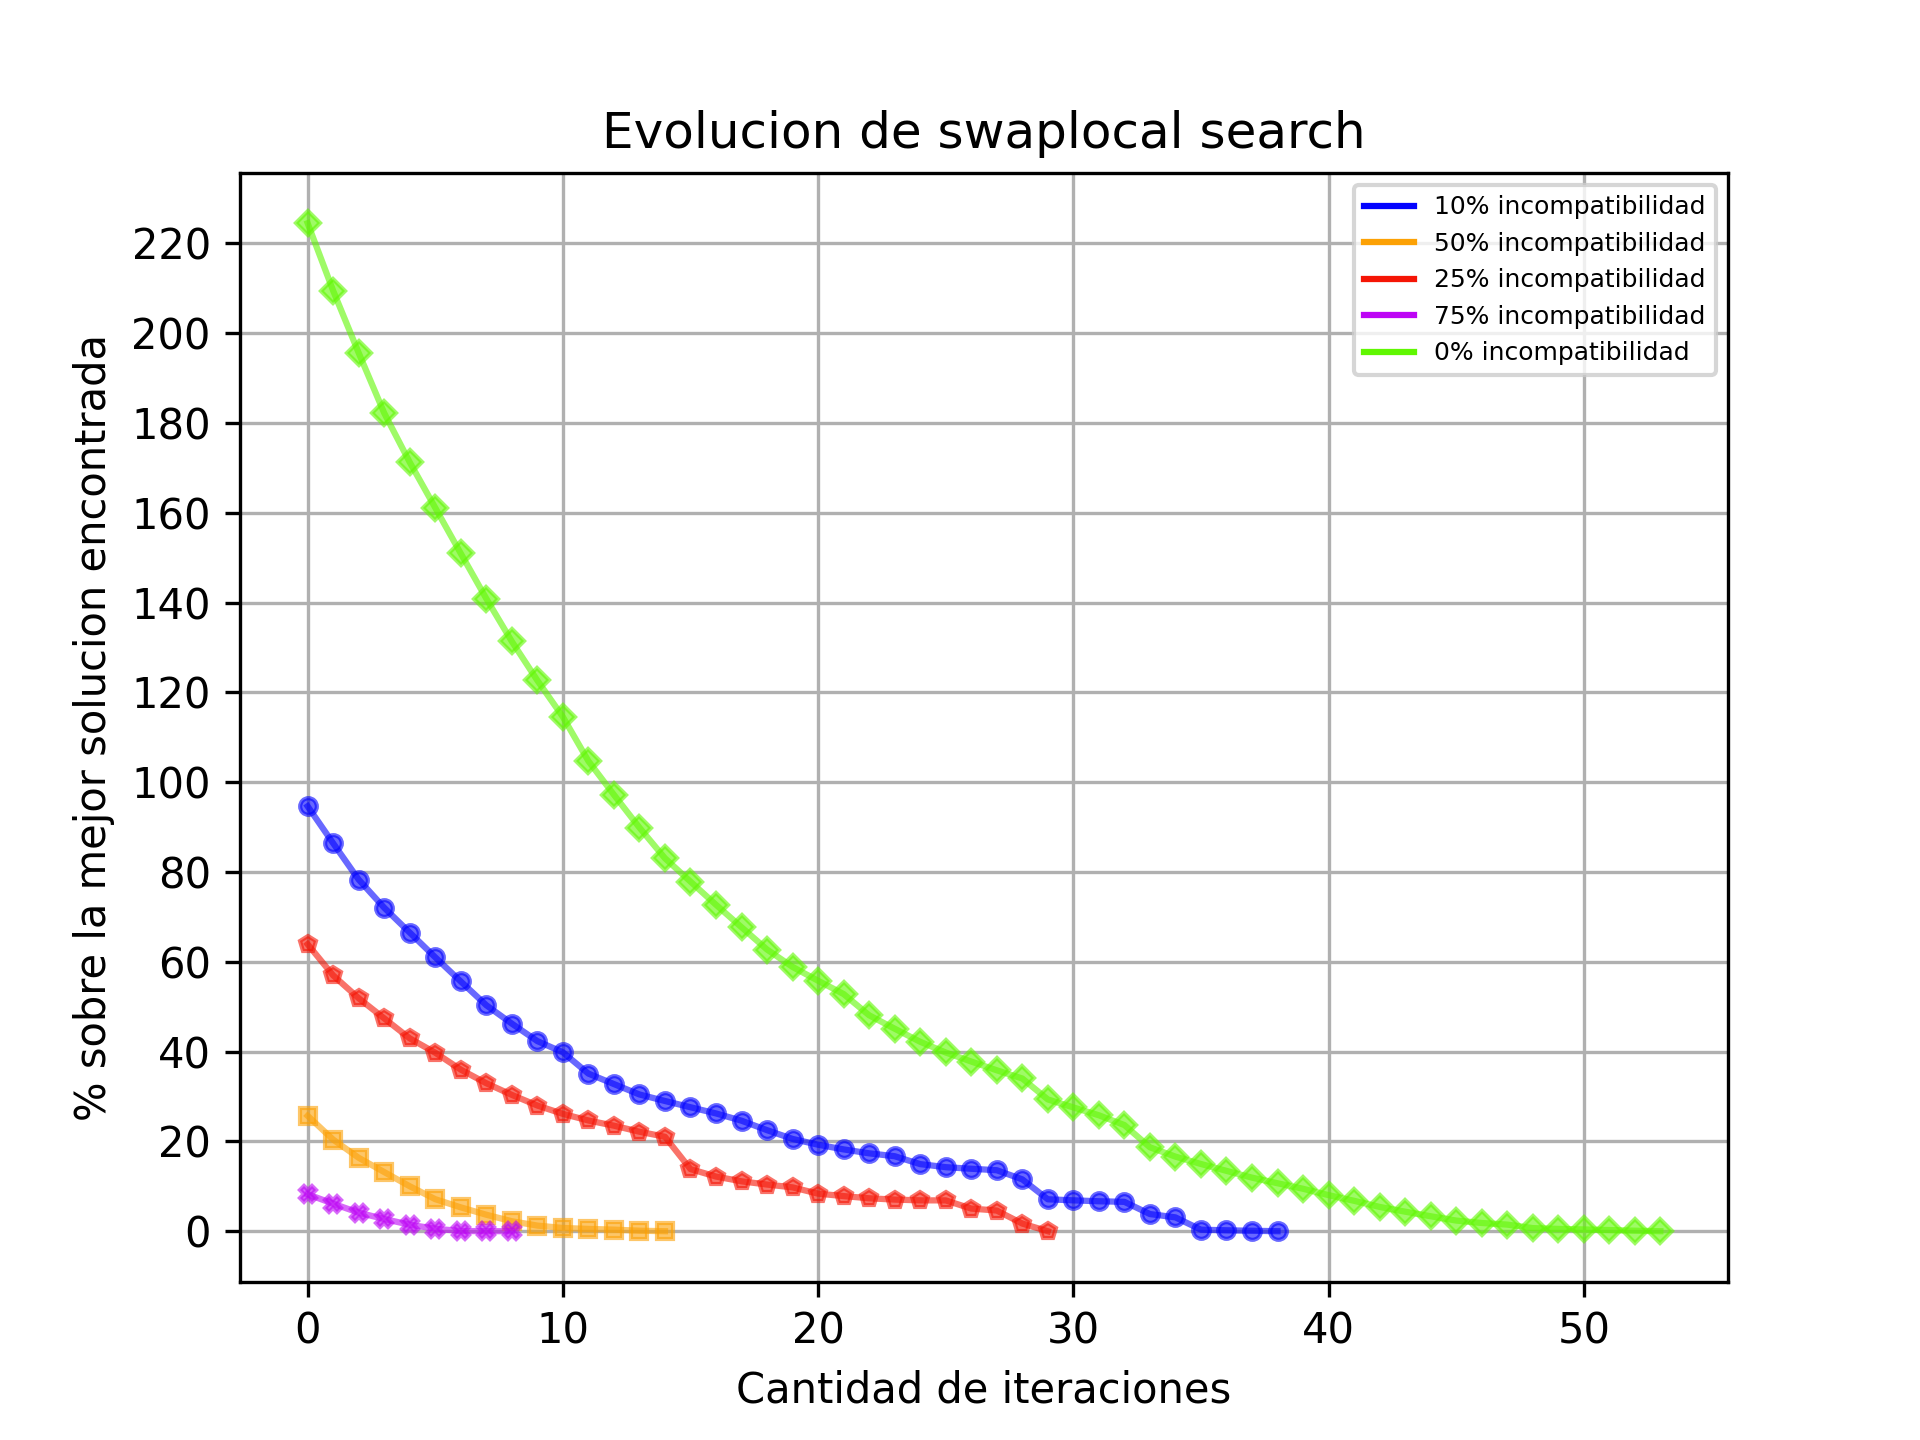 Evolucion de swaplocal search
10% incompatibilidad
50% incompatibilidad
25% incompatibilidad
75% incompatibilidad
0% incompatibilidad
% sobre la mejor solucion encontrada
220
200
180
160
140
120
100
80
60
40
20
0
0 10 20 30 40 50
Cantidad de iteraciones